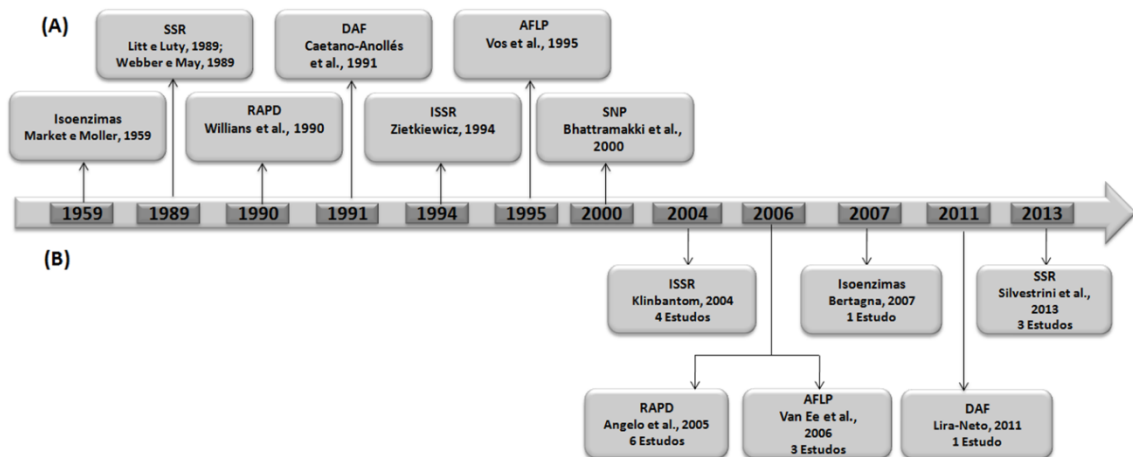 (A)
SSR
Litt e Luty, 1989;
Webber e May, 1989
DAF
Caetano-Anollés
et al., 1991
AFLP
Vos et al., 1995
Isoenzimas
Market e Moller, 1959
RAPD
Willians et al., 1990
ISSR
Zietkiewicz, 1994
SNP
Bhattramakki et al.,
2000
1959 1989 1990 1991 1994 1995 2000 2004 2006 2007 2011 2013
(B)
ISSR
Klinbantom, 2004
4 Estudos
Isoenzimas
Bertagna, 2007
1 Estudo
SSR
Silvestrini et al.,
2013
3 Estudos
RAPD
Angelo et al., 2005
6 Estudos
AFLP
Van Ee et al.,
2006
3 Estudos
DAF
Lira-Neto, 2011
1 Estudo